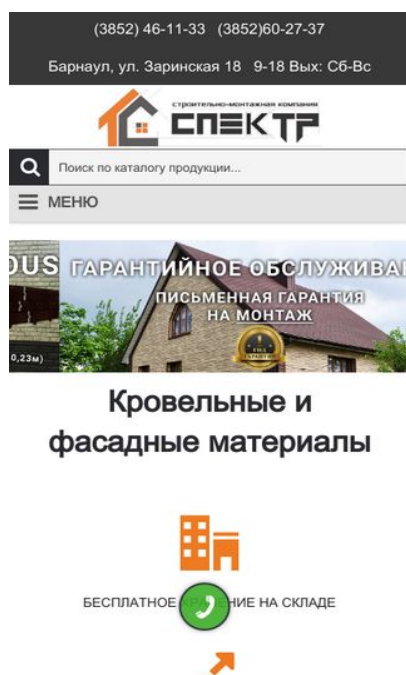 (3852) 46-11-33 (3852)60-27-37
Барнаул, ул. Заринская 18 9-18 Вых: Сб-Вс
строительно-монтажная компания
СПЕКТР
Поиск по каталогу продукции...
МЕНЮ
OUS ГАРАНТИЙНОЕ ОБСЛУЖИВА
ПИСЬМЕННАЯ ГАРАНТИЯ
НА МОНТАЖ
0,23м)
Кровельные и
фасадные материалы
БЕСПЛАТНОЕ ХРАНЕНИЕ НА СКЛАДЕ